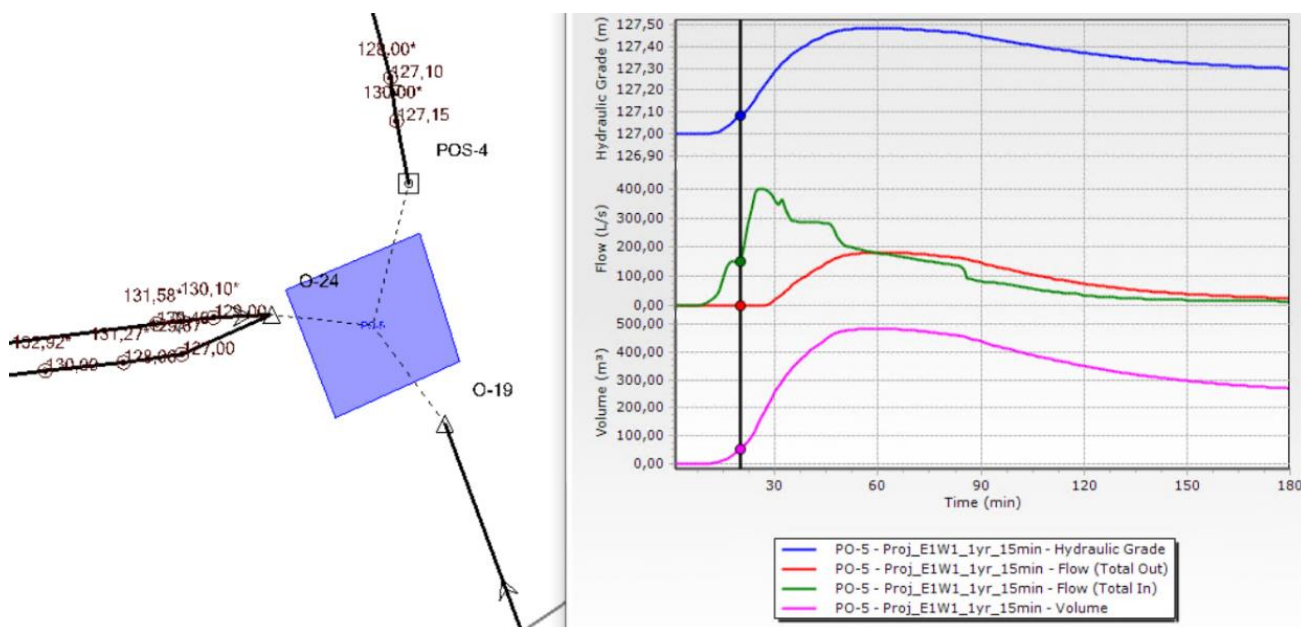 128,00*
127,10
130,00*
127,15
POS-4
O-24
131,58*
130,10*
129,00
PO-5
132,92*
131,27*
130,00
128,00
127,00
O-19
Hydraulic Grade (m)
127,50
127,40
127,30
127,20
127,10
127,00
126,90
Flow (L/s)
400,00
300,00
200,00
100,00
0,00
Volume (m³)
500,00
400,00
300,00
200,00
100,00
0,00
30 60 90 120 150 180
Time (min)
PO-5 - Proj_E1W1_1yr_15min - Hydraulic Grade
PO-5 - Proj_E1W1_1yr_15min - Flow (Total Out)
PO-5 - Proj_E1W1_1yr_15min - Flow (Total In)
PO-5 - Proj_E1W1_1yr_15min - Volume